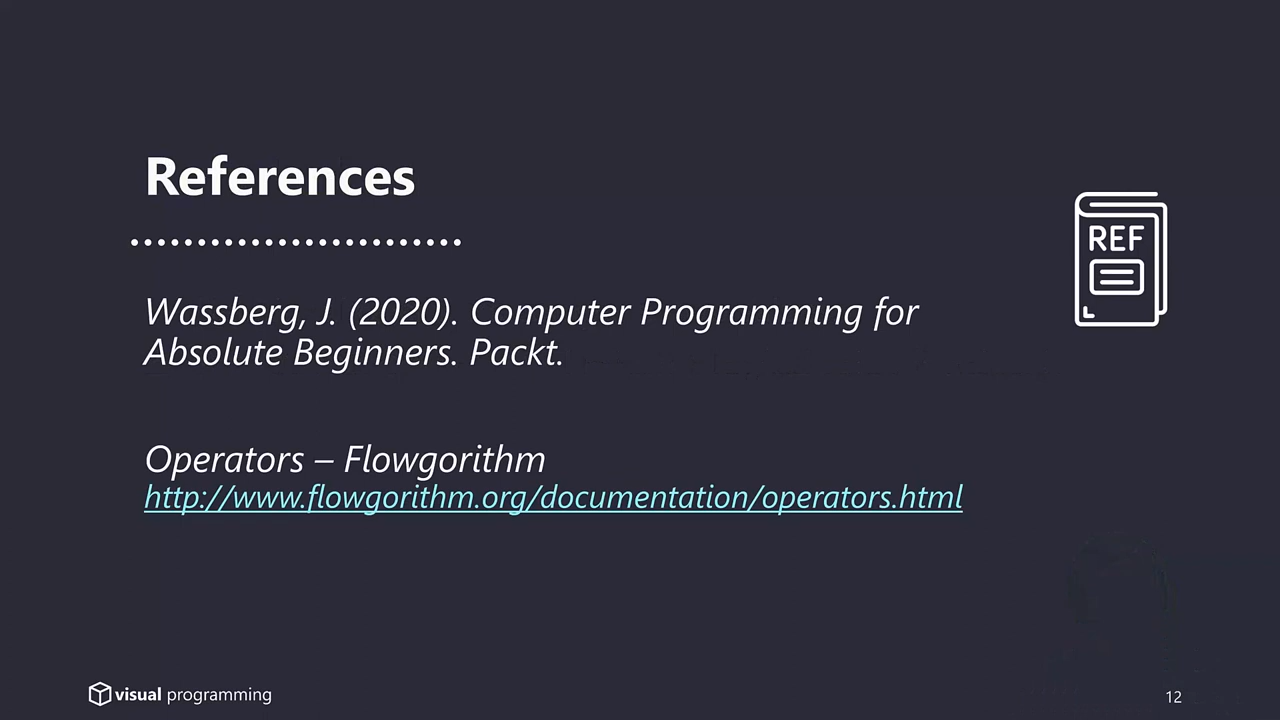 References
REF
Wassberg, J. (2020). Computer Programming for
Absolute Beginners. Packt.
Operators – Flowgorithm
http://www.flowgorithm.org/documentation/operators.html
visual programming
12